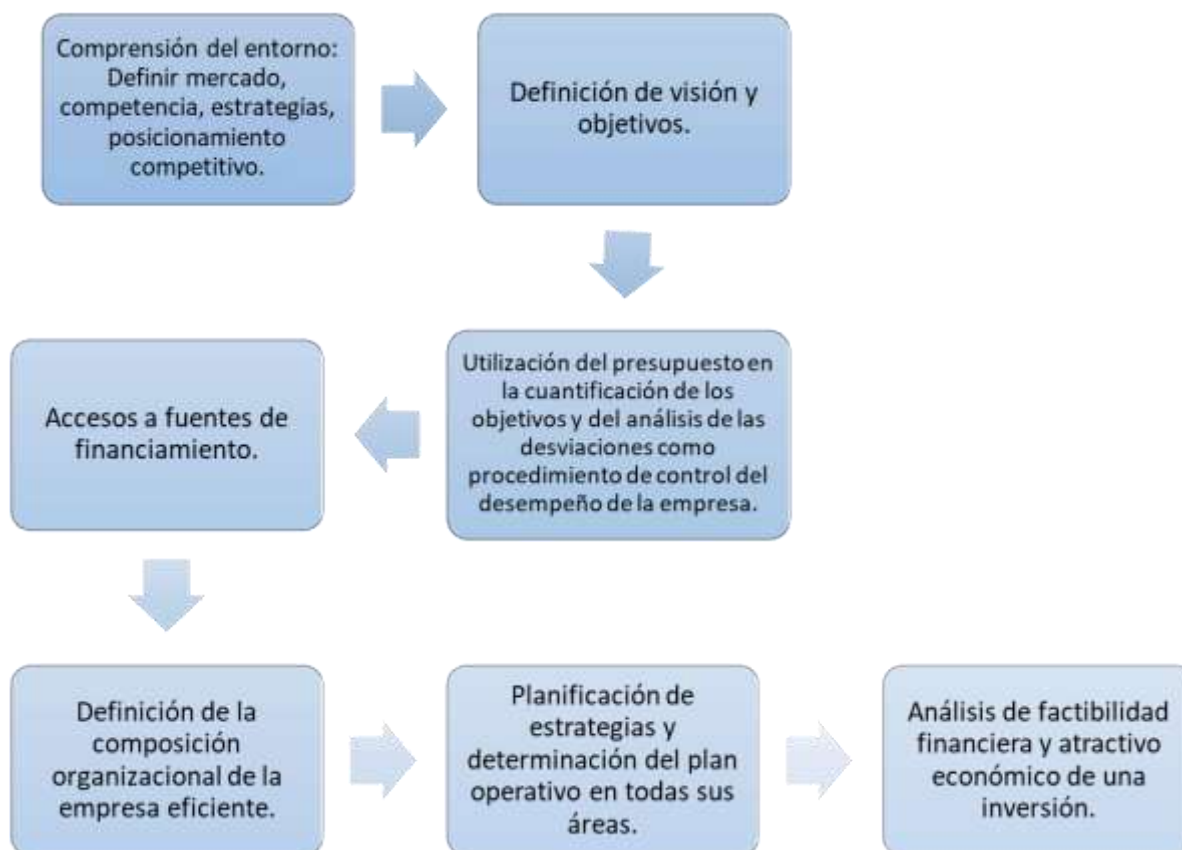 Comprensión del entorno:
Definir mercado,
competencia, estrategias,
posicionamiento
competitivo.
Definición de visión y
objetivos.
Utilización del presupuesto en
la cuantificación de los
objetivos y del análisis de las
desviaciones como
procedimiento de control del
desempeño de la empresa.
Accesos a fuentes de
financiamiento.
Definición de la
composición
organizacional de la
empresa eficiente.
Planificación de
estrategias y
determinación del plan
operativo en todas sus
áreas.
Análisis de factibilidad
financiera y atractivo
económico de una
inversión.